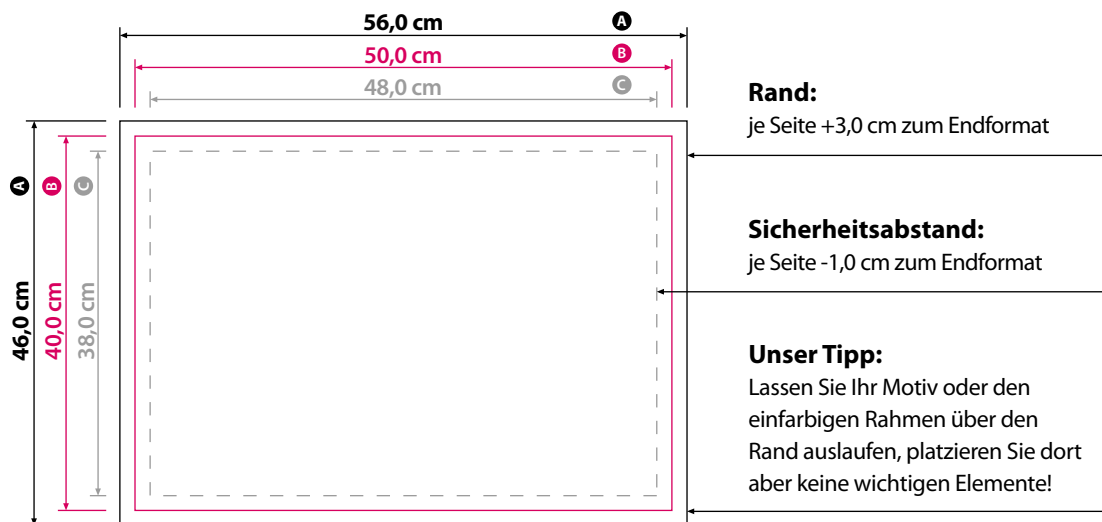 56,0 cm A
50,0 cm B
48,0 cm C
A
B
C
46,0 cm
40,0 cm
38,0 cm
Rand:
je Seite +3,0 cm zum Endformat
Sicherheitsabstand:
je Seite -1,0 cm zum Endformat
Unser Tipp:
Lassen Sie Ihr Motiv oder den
einfarbigen Rahmen über den
Rand auslaufen, platzieren Sie dort
aber keine wichtigen Elemente!